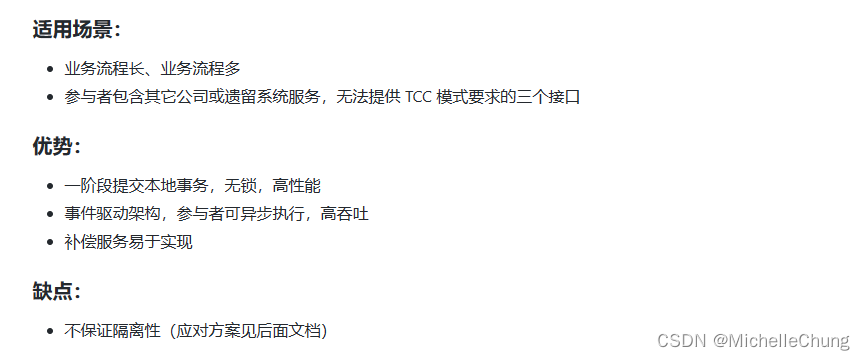 适用场景：
业务流程长、业务流程多
参与者包含其它公司或遗留系统服务，无法提供 TCC 模式要求的三个接口
优势：
一阶段提交本地事务，无锁，高性能
事件驱动架构，参与者可异步执行，高吞吐
补偿服务易于实现
缺点：
不保证隔离性（应对方案见后面文档）
CSDN @MichelleChung